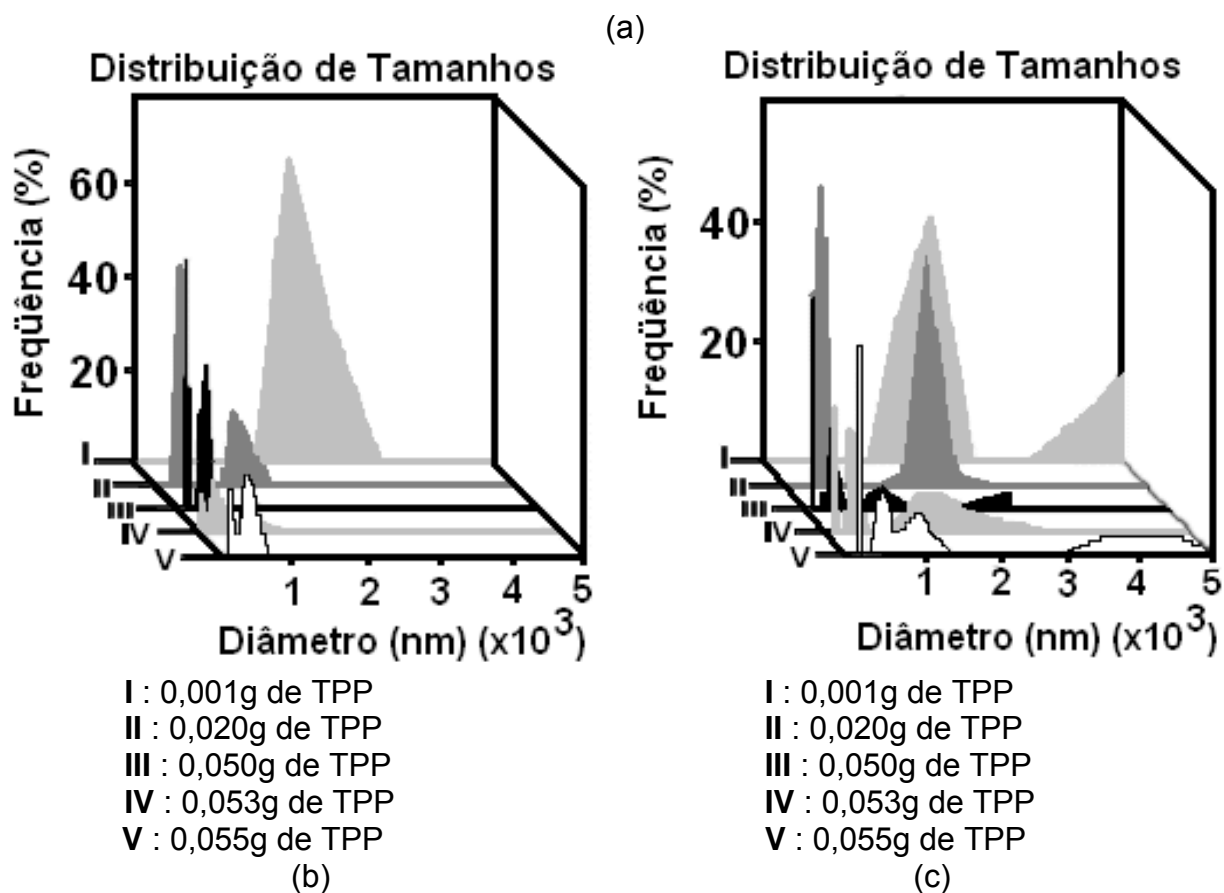 (a)
Distribuição de Tamanhos
Freqüência (%)
60
40
20
I
II
III
IV
V
1
2
3
4
5
Diâmetro (nm) (x10³)
I : 0,001g de TPP
II : 0,020g de TPP
III : 0,050g de TPP
IV : 0,053g de TPP
V : 0,055g de TPP
(b)
Distribuição de Tamanhos
Freqüência (%)
40
20
I
II
III
IV
V
1
2
3
4
5
Diâmetro (nm) (x10³)
I : 0,001g de TPP
II : 0,020g de TPP
III : 0,050g de TPP
IV : 0,053g de TPP
V : 0,055g de TPP
(c)